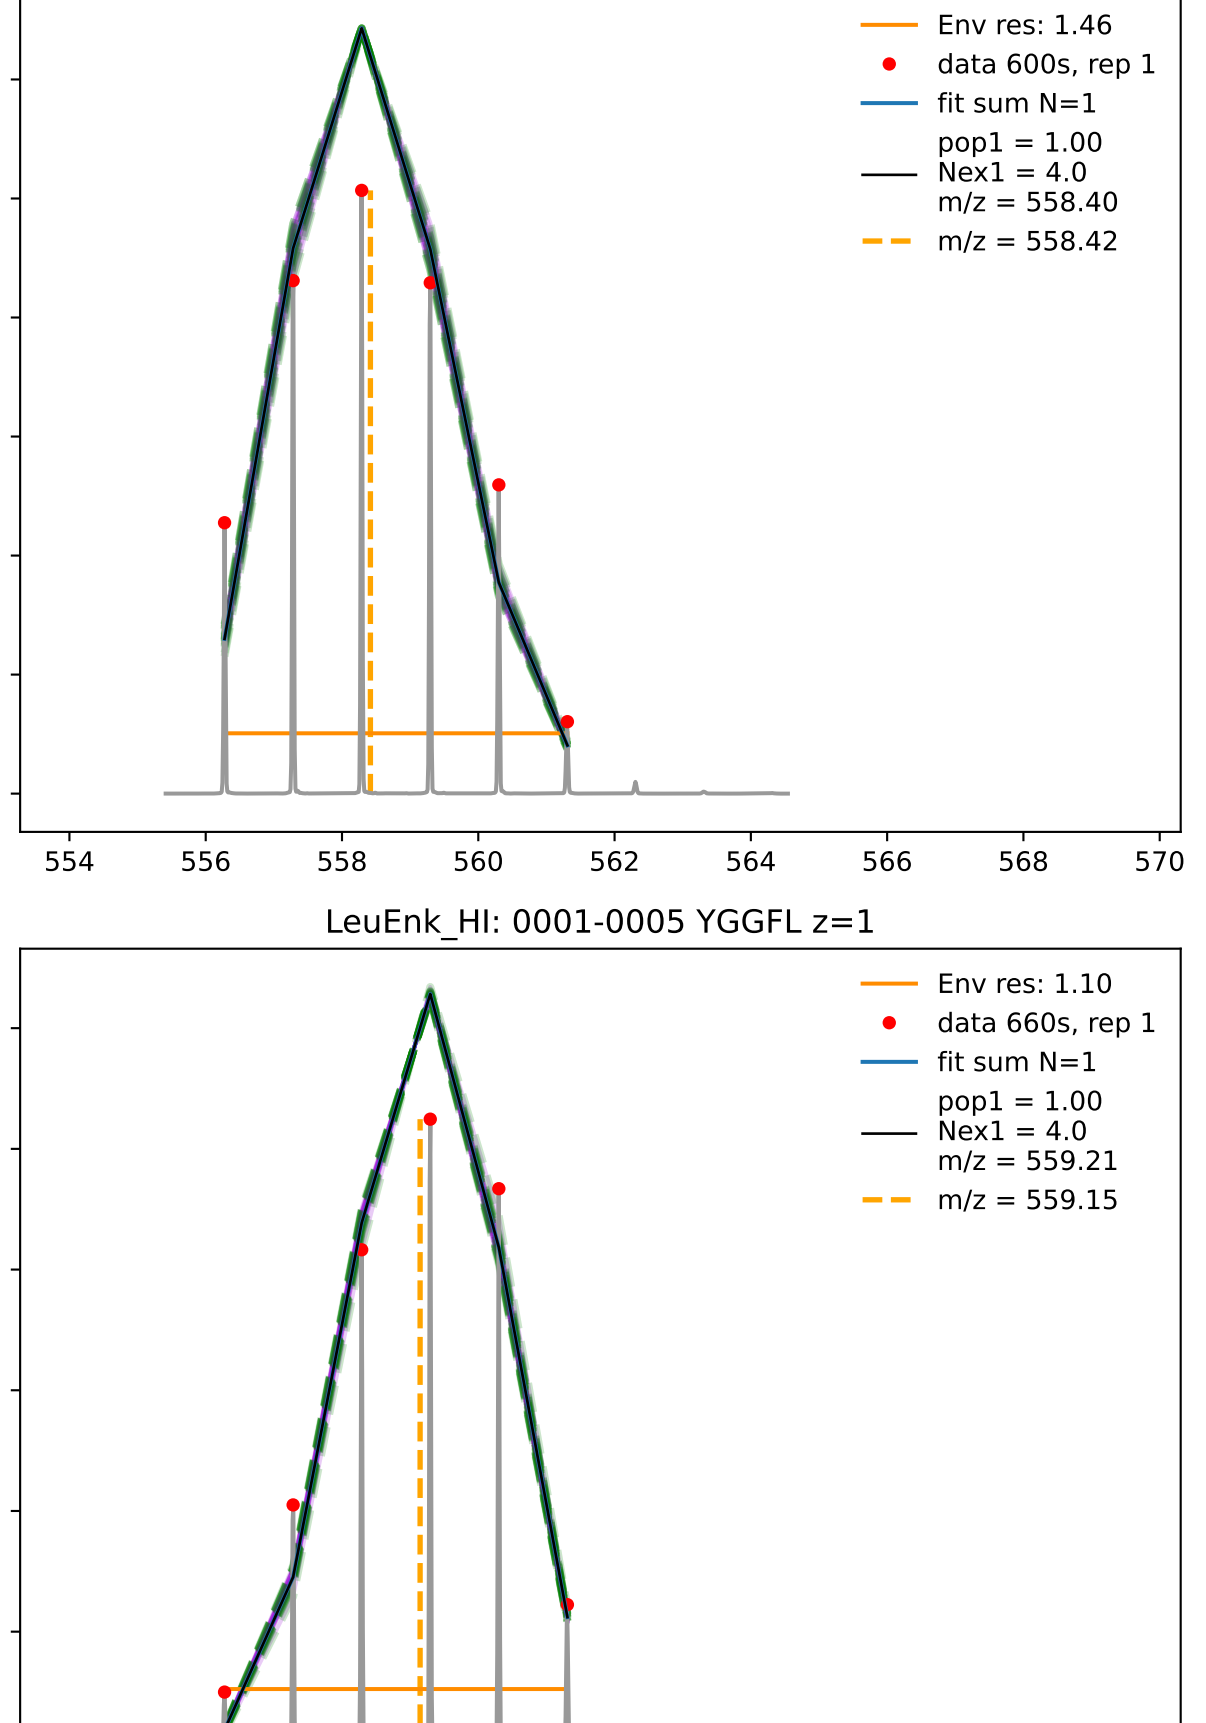 Env res: 1.46
data 600s, rep 1
fit sum N=1
pop1 = 1.00
Nex1 = 4.0
m/z = 558.40
m/z = 558.42
554 556 558 560 562 564 566 568 570
LeuEnk_HI: 0001-0005 YGGFL z=1
Env res: 1.10
data 660s, rep 1
fit sum N=1
pop1 = 1.00
Nex1 = 4.0
m/z = 559.21
m/z = 559.15